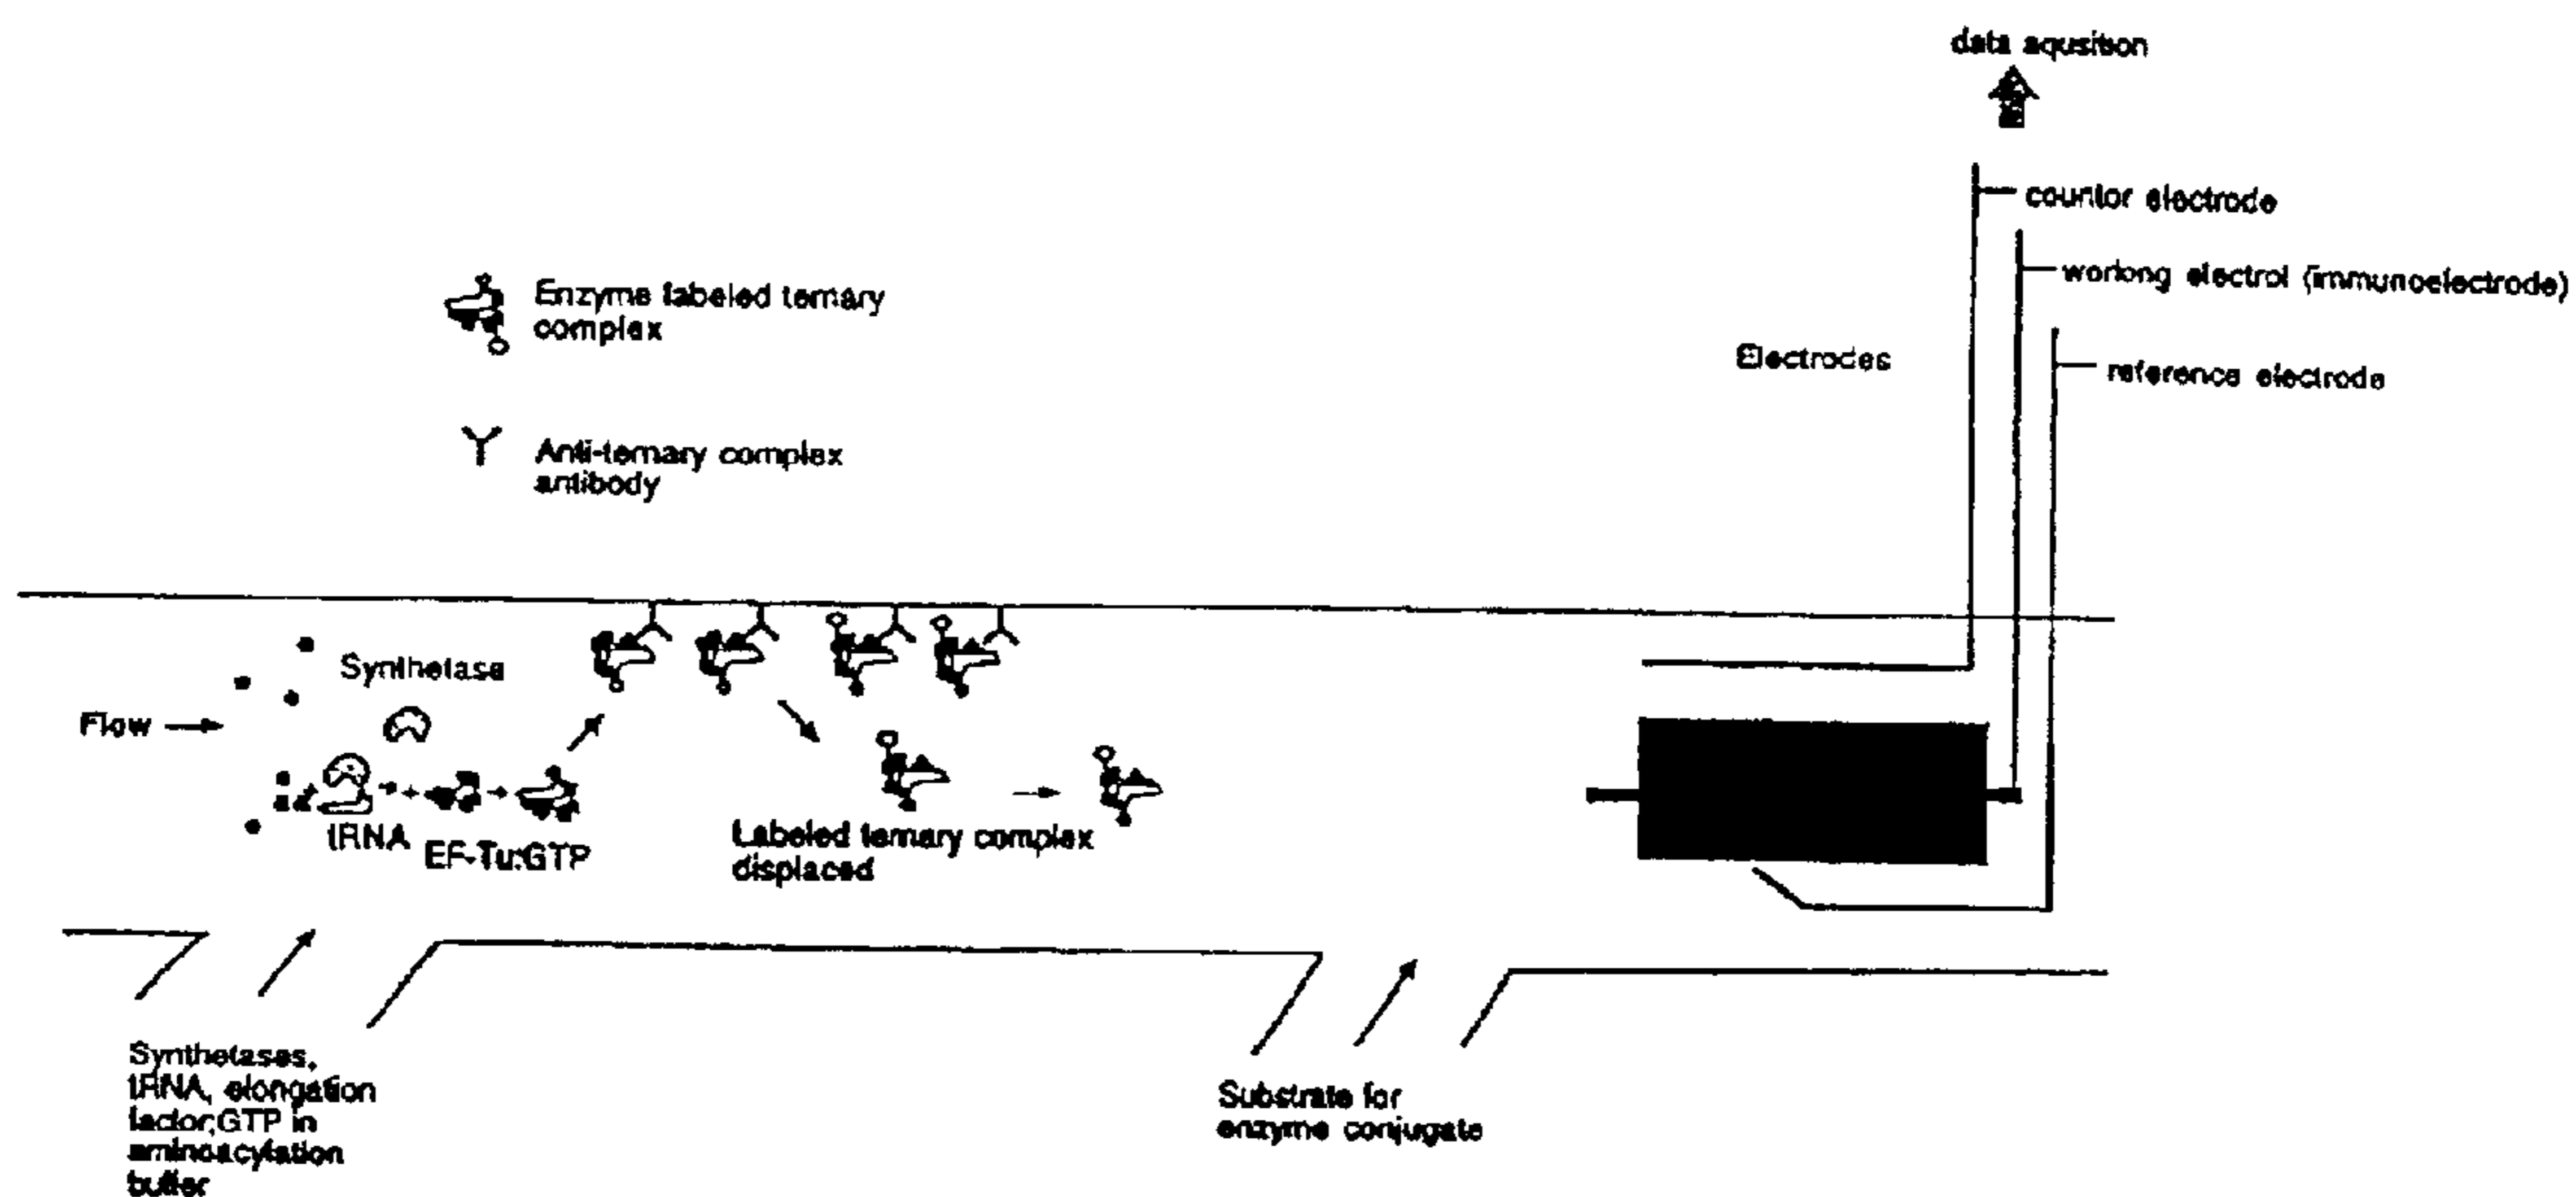 data aqusition
countor electrode
working electrol (immunoelectrode)
Electrodes
reference electrode
Enzyme labeled ternary
complex
Anti-ternary complex
antibody
Synthetase
Flow
tRNA
EF-Tu:GTP
Labeled ternary complex
displaced
Synthetases,
tRNA, elongation
factor;GTP in
aminoacylation
buffer
Substrate for
enzyme conjugate